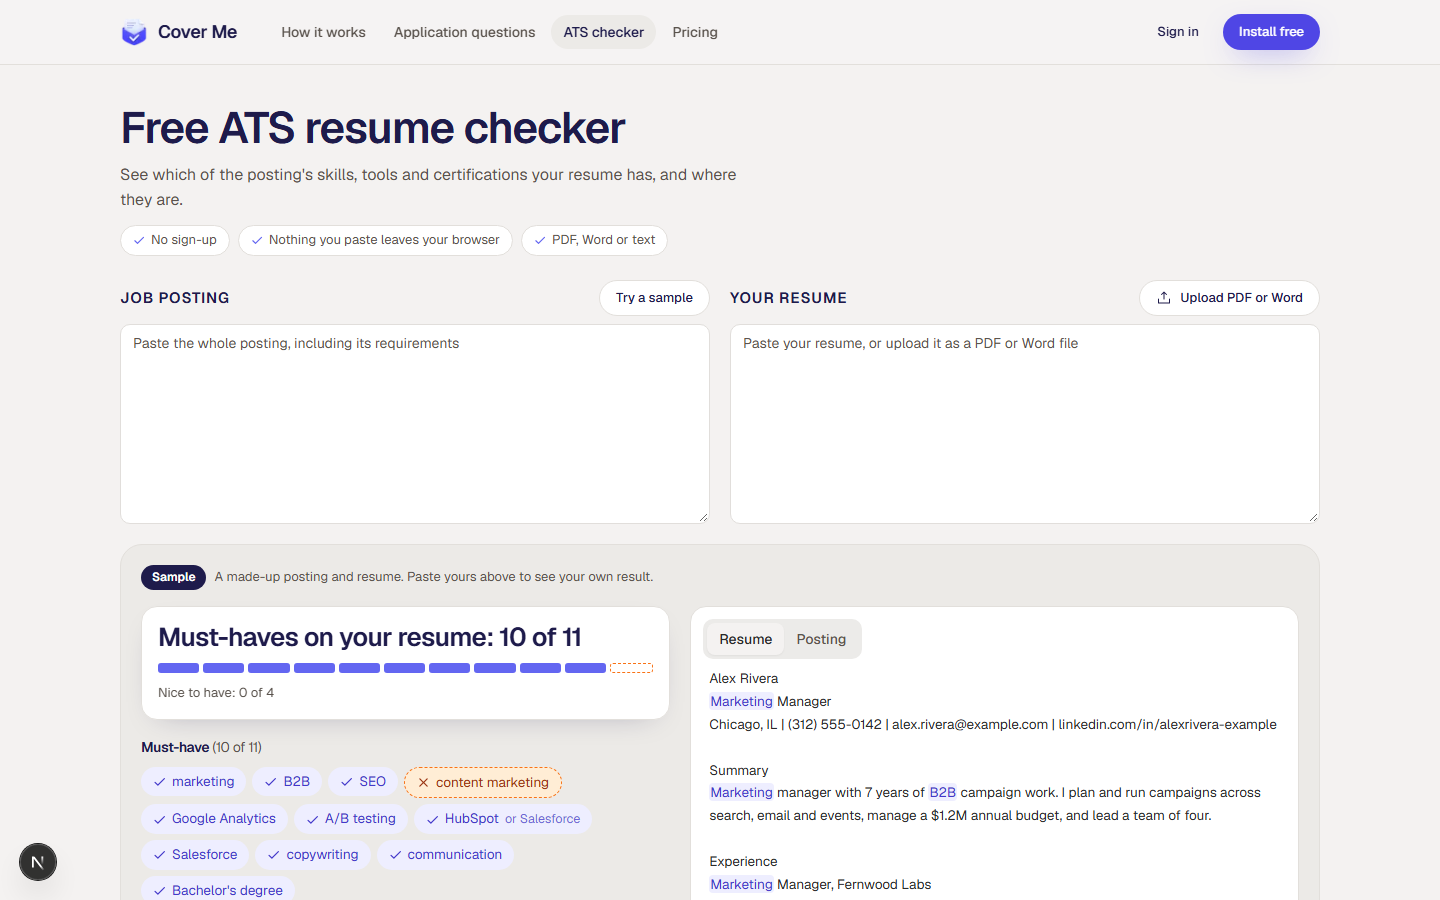 Cover Me
How it works
Application questions
ATS checker
Pricing
Sign in
Install free
Free ATS resume checker
See which of the posting's skills, tools and certifications your resume has, and where
they are.
No sign-up
Nothing you paste leaves your browser
PDF, Word or text
JOB POSTING
Try a sample
Paste the whole posting, including its requirements
YOUR RESUME
Upload PDF or Word
Paste your resume, or upload it as a PDF or Word file
Sample
A made-up posting and resume. Paste yours above to see your own result.
Must-haves on your resume: 10 of 11
Nice to have: 0 of 4
Must-have (10 of 11)
marketing
B2B
SEO
content marketing
Google Analytics
A/B testing
HubSpot or Salesforce
Salesforce
copywriting
communication
Bachelor's degree
Resume
Posting
Alex Rivera
Marketing Manager
Chicago, IL | (312) 555-0142 | alex.rivera@example.com | linkedin.com/in/alexrivera-example
Summary
Marketing manager with 7 years of B2B campaign work. I plan and run campaigns across
search, email and events, manage a $1.2M annual budget, and lead a team of four.
Experience
Marketing Manager, Fernwood Labs
N